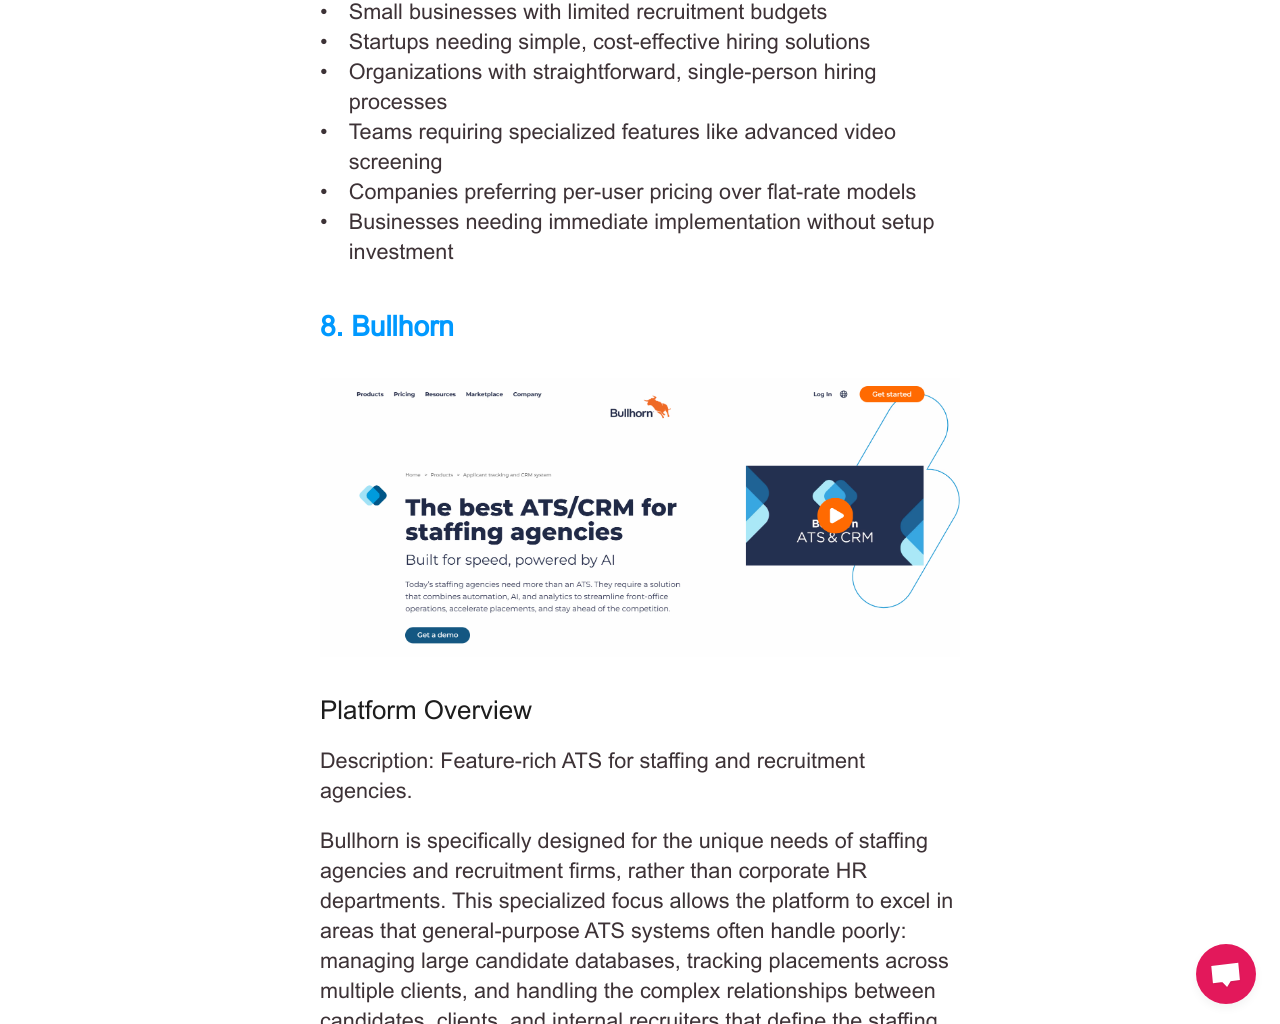 • Small businesses with limited recruitment budgets
• Startups needing simple, cost-effective hiring solutions
• Organizations with straightforward, single-person hiring
processes
• Teams requiring specialized features like advanced video
screening
• Companies preferring per-user pricing over flat-rate models
• Businesses needing immediate implementation without setup
investment
8. Bullhorn
Products Pricing Resources Marketplace Company
Bullhorn
Log In Get started
Home > Products > Applicant tracking and CRM system
The best ATS/CRM for
staffing agencies
Built for speed, powered by AI
Today's staffing agencies need more than an ATS. They require a solution
that combines automation, AI, and analytics to streamline front-office
operations, accelerate placements, and stay ahead of the competition.
Get a demo
ATS & CRM
Platform Overview
Description: Feature-rich ATS for staffing and recruitment
agencies.
Bullhorn is specifically designed for the unique needs of staffing
agencies and recruitment firms, rather than corporate HR
departments. This specialized focus allows the platform to excel in
areas that general-purpose ATS systems often handle poorly:
managing large candidate databases, tracking placements across
multiple clients, and handling the complex relationships between
candidates, clients, and internal recruiters that define the staffing